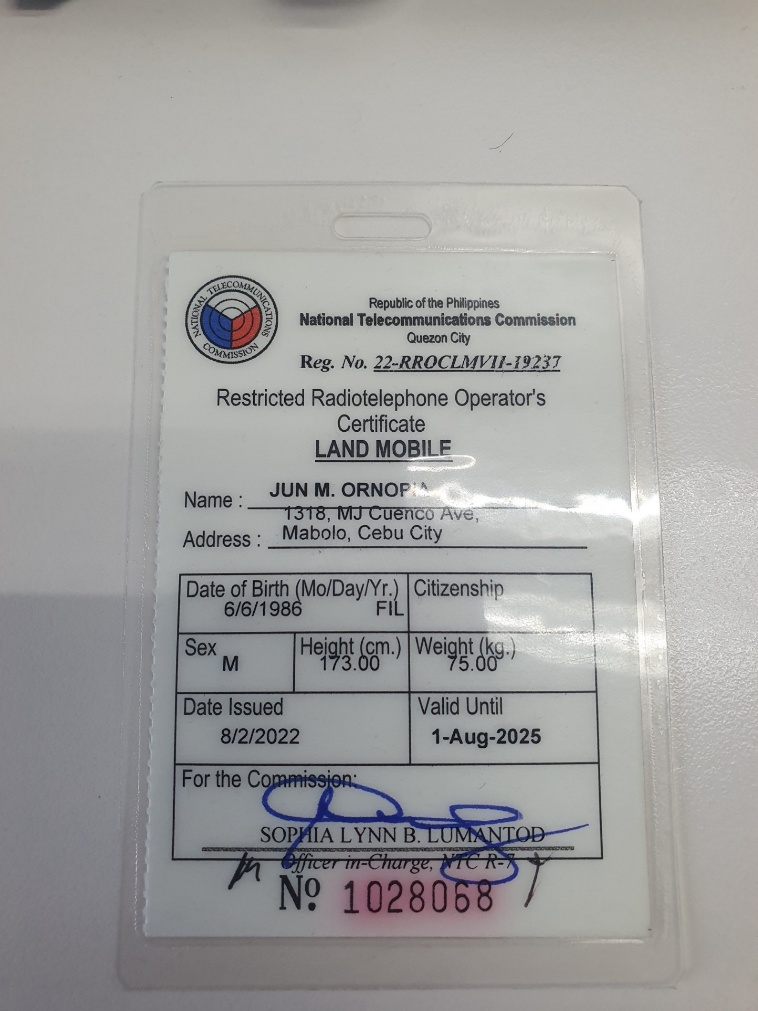 NATIONAL TELECOMMUNICATIONS COMMISSION
Republic of the Philippines
National Telecommunications Commission
Quezon City
Reg. No. 22-RROCLMVII-19237
Restricted Radiotelephone Operator's
Certificate
LAND MOBILE
Name : JUN M.
1318, MJ Cuenco Ave,
Address : Mabolo, Cebu City
Date of Birth (Mo/Day/Yr.) Citizenship
6/6/1986 FIL
Sex Height (cm.) Weight (kg.)
M 173.00 75.00
Date Issued Valid Until
8/2/2022 1-Aug-2025
For the Commission:
SOPHIA LYNN B. LUMANTOD
Officer in-Charge, NTC R-7
No. 1028068